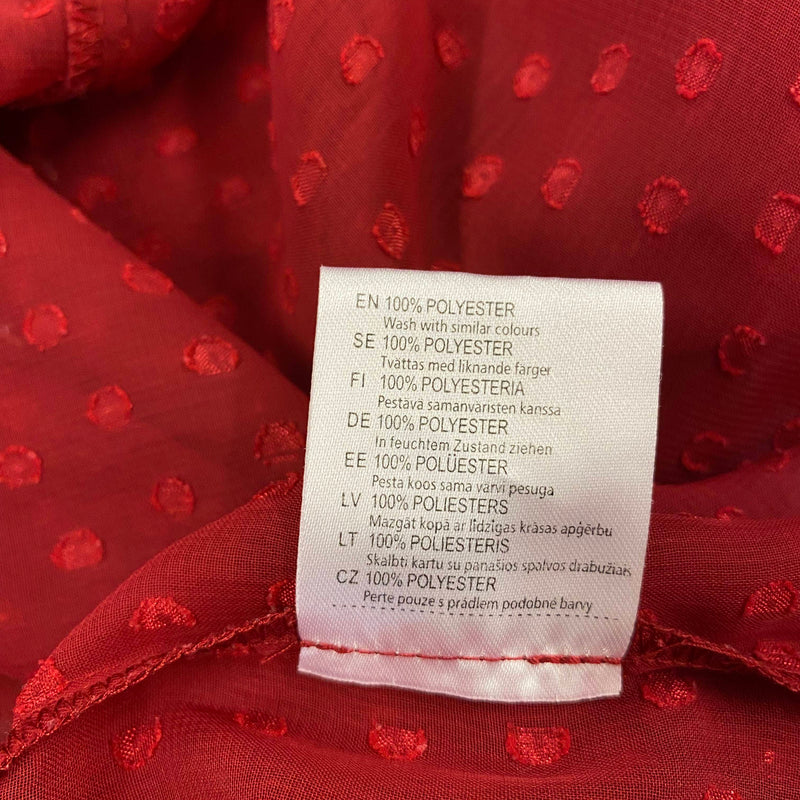 EN 100% POLYESTER
Wash with similar colours
SE 100% POLYESTER
Tvättas med liknande färger
FI 100% POLYESTERIA
Pestävä samanväristen kanssa
DE 100% POLYESTER
In feuchtem Zustand ziehen
EE 100% POLÜESTER
Pesta koos sama värvi pesuga
LV 100% POLIESTERS
Mazgāt kopā ar līdzīgas krāsas apģērbu
LT 100% POLIESTERIS
Skalbti kartu su panašios spalvos drabužiais
CZ 100% POLYESTER
Perte pouze s prádlem podobné barvy